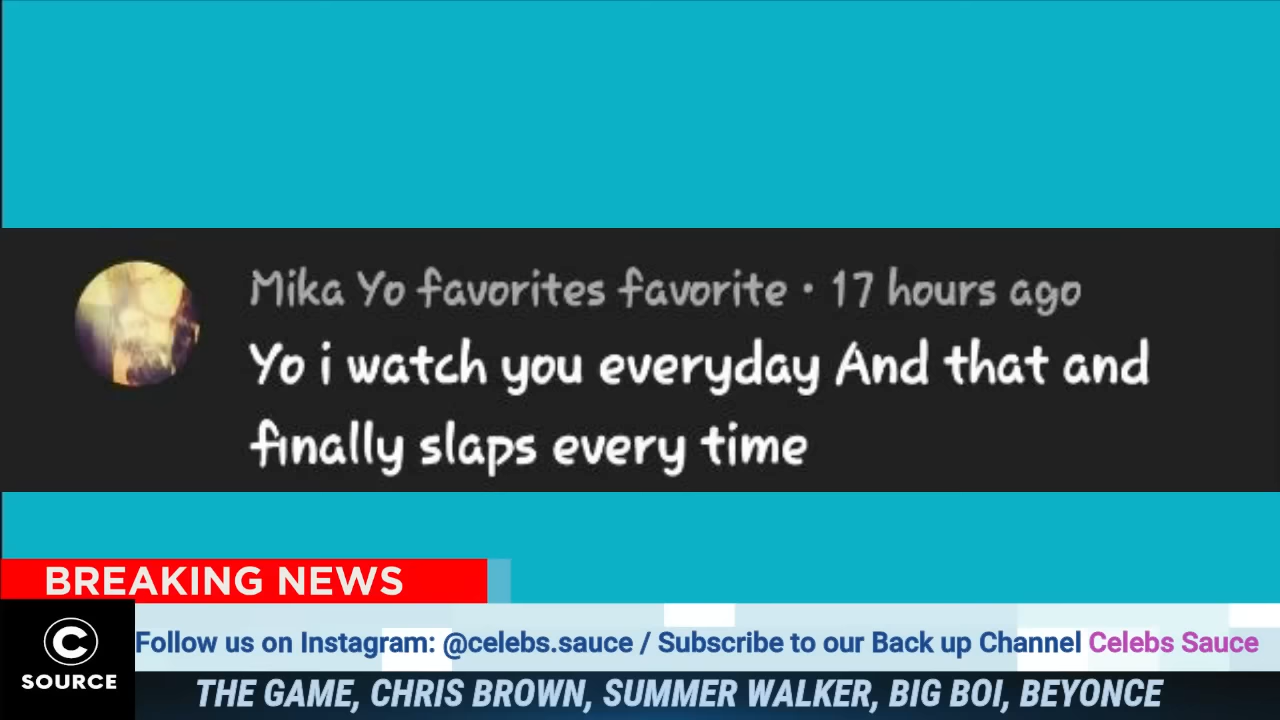 Mika Yo favorites favorite • 17 hours ago
Yo i watch you everyday And that and
finally slaps every time
BREAKING NEWS
C
SOURCE
Follow us on Instagram: @celebs.sauce / Subscribe to our Back up Channel Celebs Sauce
THE GAME, CHRIS BROWN, SUMMER WALKER, BIG BOI, BEYONCE